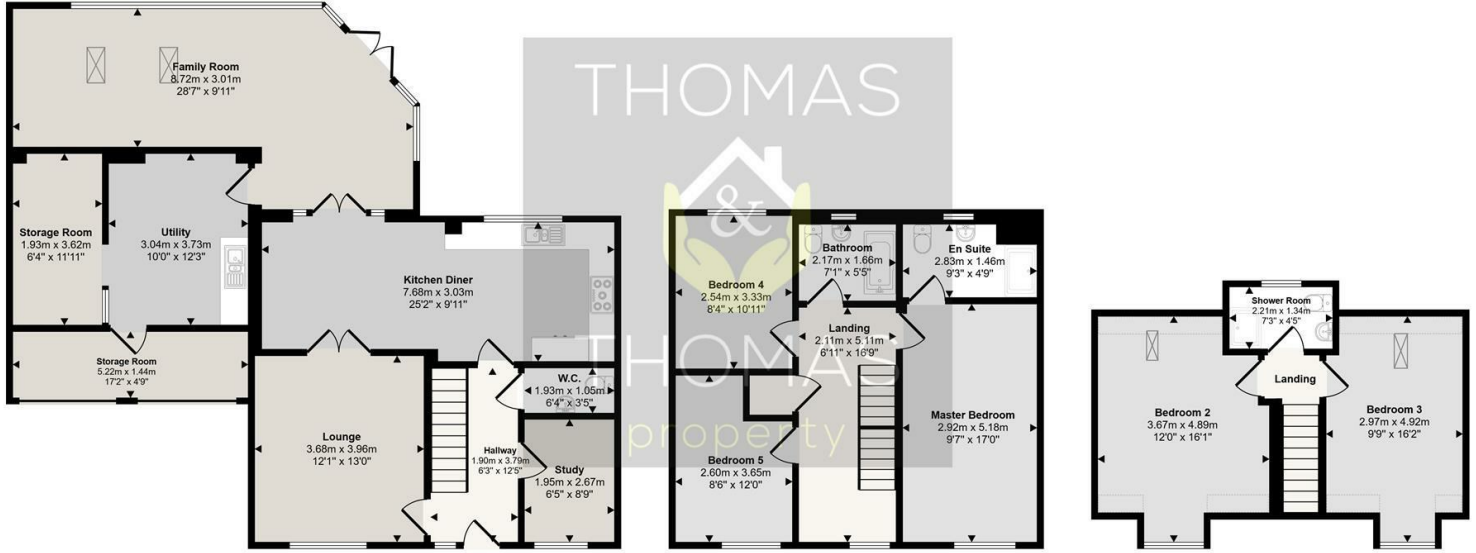 Family Room
8.72m x 3.01m
28'7" x 9'11"
Storage Room
1.93m x 3.62m
6'4" x 11'11"
Utility
3.04m x 3.73m
10'0" x 12'3"
Storage Room
5.22m x 1.44m
17'2" x 4'9"
Kitchen Diner
7.68m x 3.03m
25'2" x 9'11"
Lounge
3.68m x 3.96m
12'1" x 13'0"
Hallway
1.90m x 3.79m
6'3" x 12'5"
W.C.
1.93m x 1.05m
6'4" x 3'5"
Study
1.95m x 2.67m
6'5" x 8'9"
THOMAS
&
THOMAS
property
Bedroom 4
2.54m x 3.33m
8'4" x 10'11"
Bathroom
2.17m x 1.66m
7'1" x 5'5"
En Suite
2.83m x 1.46m
9'3" x 4'9"
Landing
2.11m x 5.11m
6'11" x 16'9"
Bedroom 5
2.60m x 3.65m
8'6" x 12'0"
Master Bedroom
2.92m x 5.18m
9'7" x 17'0"
Shower Room
2.21m x 1.34m
7'3" x 4'5"
Landing
Bedroom 2
3.67m x 4.89m
12'0" x 16'1"
Bedroom 3
2.97m x 4.92m
9'9" x 16'2"